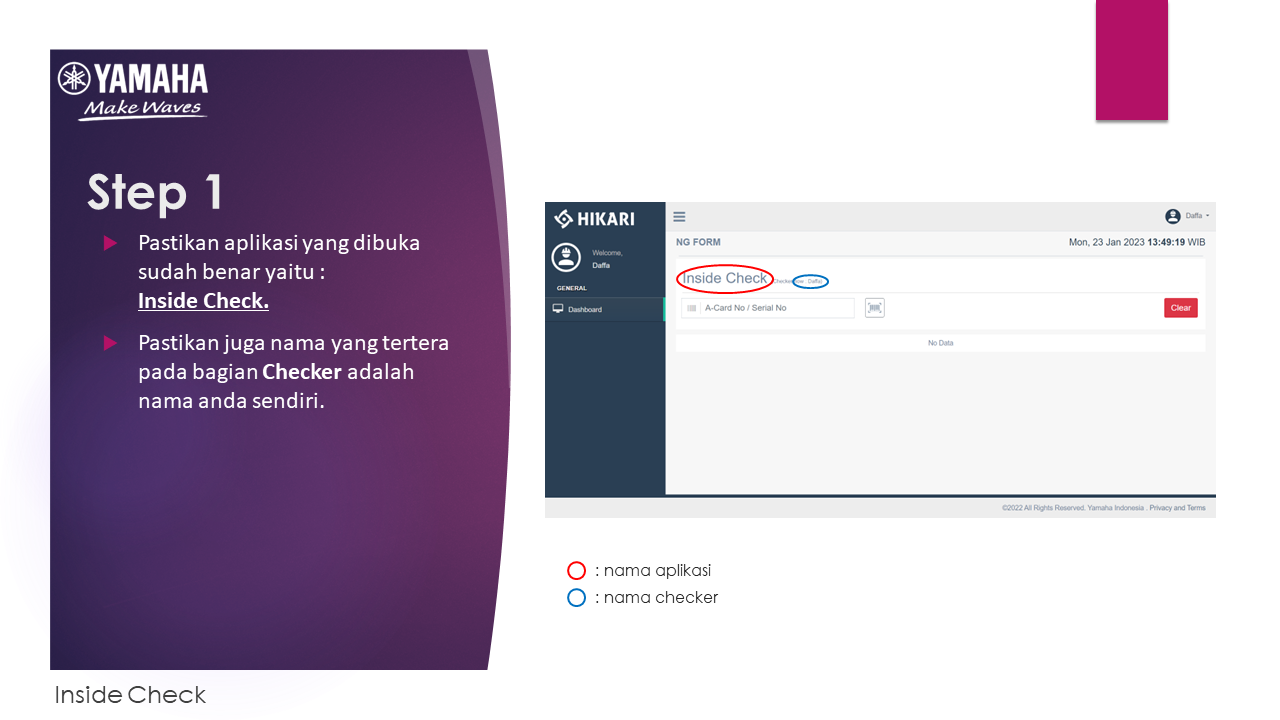 YAMAHA
Make Waves
Step 1
Pastikan aplikasi yang dibuka
sudah benar yaitu :
Inside Check.
Pastikan juga nama yang tertera
pada bagian Checker adalah
nama anda sendiri.
HIKARI
Welcome,
Daffa
GENERAL
Dashboard
Daffa
NG FORM
Mon, 23 Jan 2023 13:49:19 WIB
Inside Check
A-Card No / Serial No
Clear
No Data
©2022 All Rights Reserved. Yamaha Indonesia . Privacy and Terms
: nama aplikasi
: nama checker
Inside Check